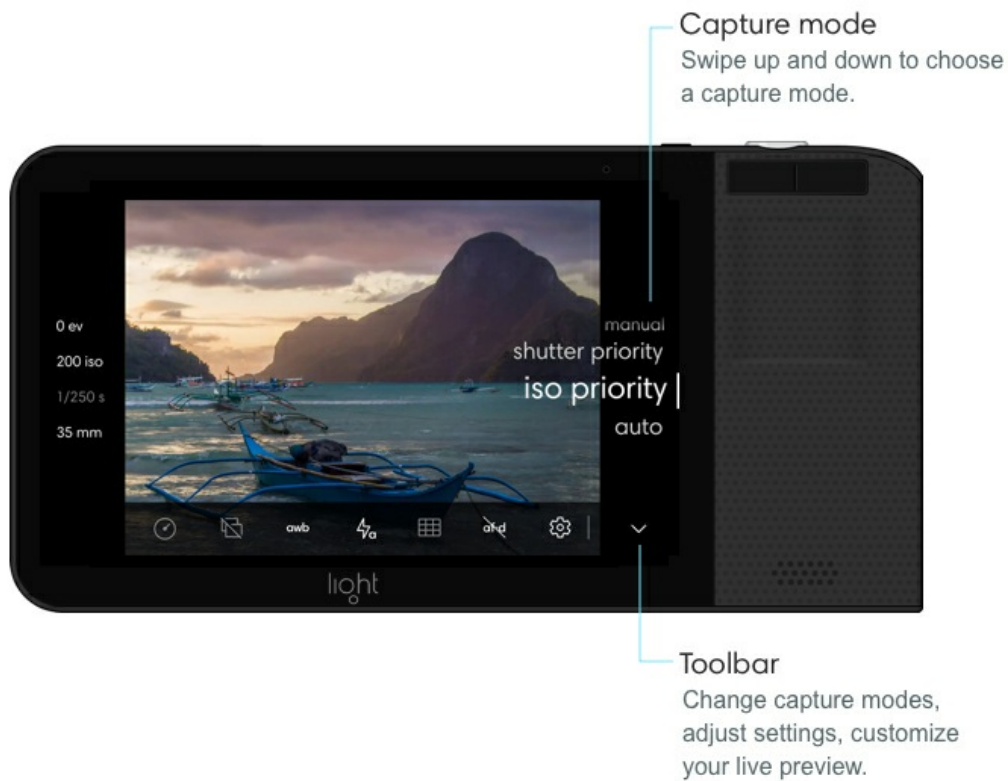 Capture mode
Swipe up and down to choose
a capture mode.
0 ev
200 iso
1/250 s
35 mm
manual
shutter priority
iso priority
auto
awb
a
af-d
light
Toolbar
Change capture modes,
adjust settings, customize
your live preview.